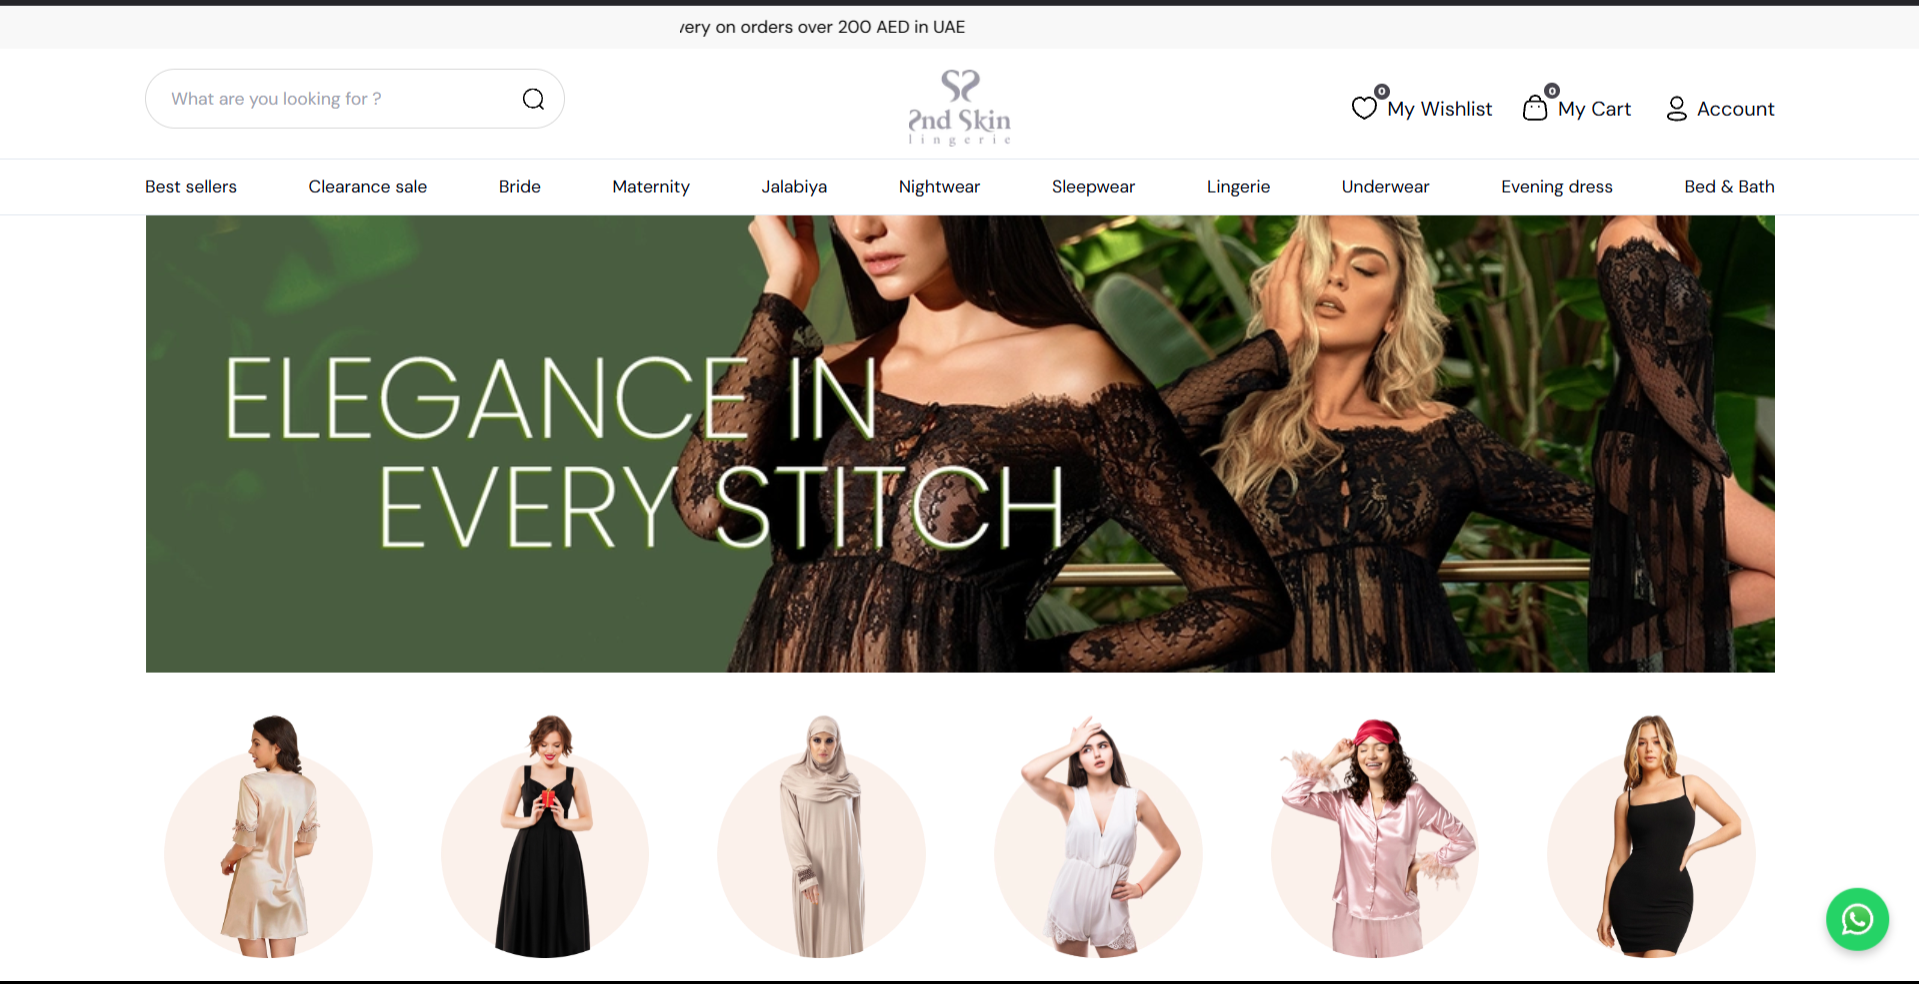 very on orders over 200 AED in UAE
What are you looking for ?
2nd Skin
lingerie
0
My Wishlist
0
My Cart
Account
Best sellers
Clearance sale
Bride
Maternity
Jalabiya
Nightwear
Sleepwear
Lingerie
Underwear
Evening dress
Bed & Bath
ELEGANCE IN
EVERY STITCH